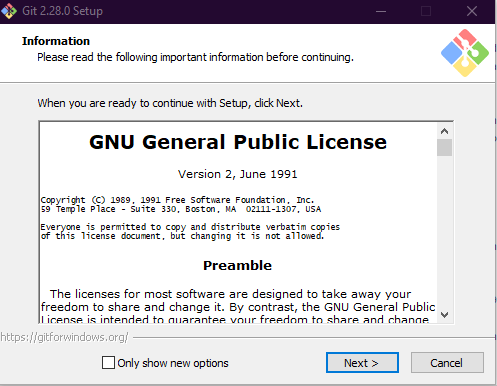 Git 2.28.0 Setup
Information
Please read the following important information before continuing.
When you are ready to continue with Setup, click Next.
GNU General Public License
Version 2, June 1991
Copyright (C) 1989, 1991 Free Software Foundation, Inc.
59 Temple Place - Suite 330, Boston, MA  02111-1307, USA
Everyone is permitted to copy and distribute verbatim copies
of this license document, but changing it is not allowed.
Preamble
The licenses for most software are designed to take away your
freedom to share and change it. By contrast, the GNU General Public
License is intended to guarantee your freedom to share and change
https://gitforwindows.org/
Only show new options
Next >
Cancel